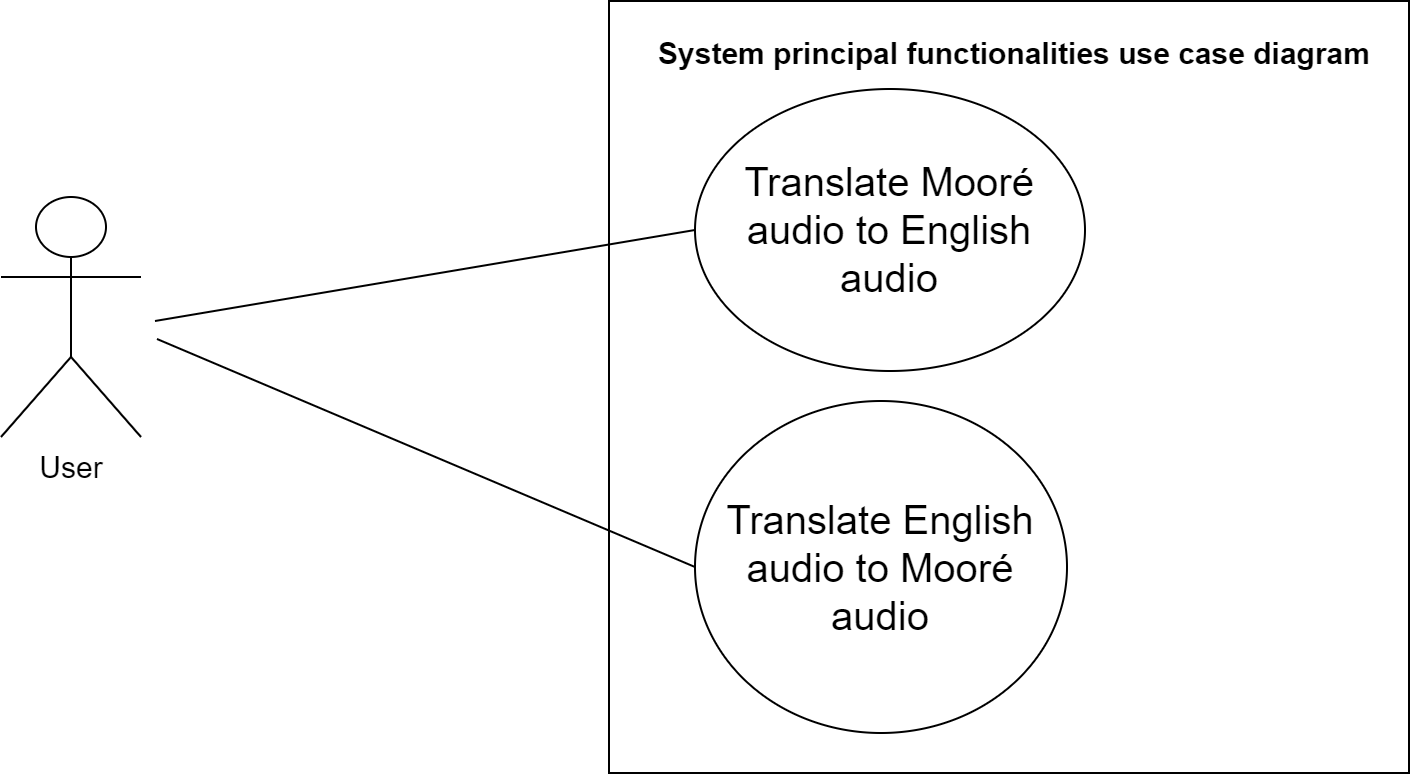 System principal functionalities use case diagram
Translate Mooré
audio to English
audio
User
Translate English
audio to Mooré
audio